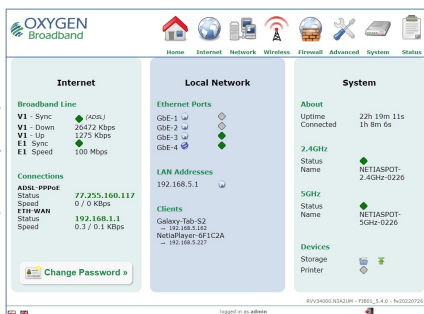 OXYGEN
Broadband
Home Internet Network Wireless Firewall Advanced System Status
Internet
Broadband Line
V1 - Sync (ADSL)
V1 - Down 26472 Kbps
V1 - Up 1275 Kbps
E1 Sync
E1 Speed 100 Mbps
Connections
ADSL-PPPoE
Status 77.255.160.117
Speed 0 / 0 KBps
ETH-WAN
Status 192.168.1.1
Speed 0.3 / 0.1 KBps
Change Password »
Local Network
Ethernet Ports
GbE-1
GbE-2
GbE-3
GbE-4
LAN Addresses
192.168.5.1
Clients
Galaxy-Tab-S2
→ 192.168.5.162
NetiaPlayer-6F1C2A
→ 192.168.5.227
System
About
Uptime 22h 19m 11s
Connected 1h 8m 6s
2.4GHz
Status
Name NETIASPOT-
2.4GHz-0226
5GHz
Status
Name NETIASPOT-
5GHz-0226
Devices
Storage
Printer
RVV34000.N3A2UM - FJB01_5.4.0 - fw20220726
logged in as admin